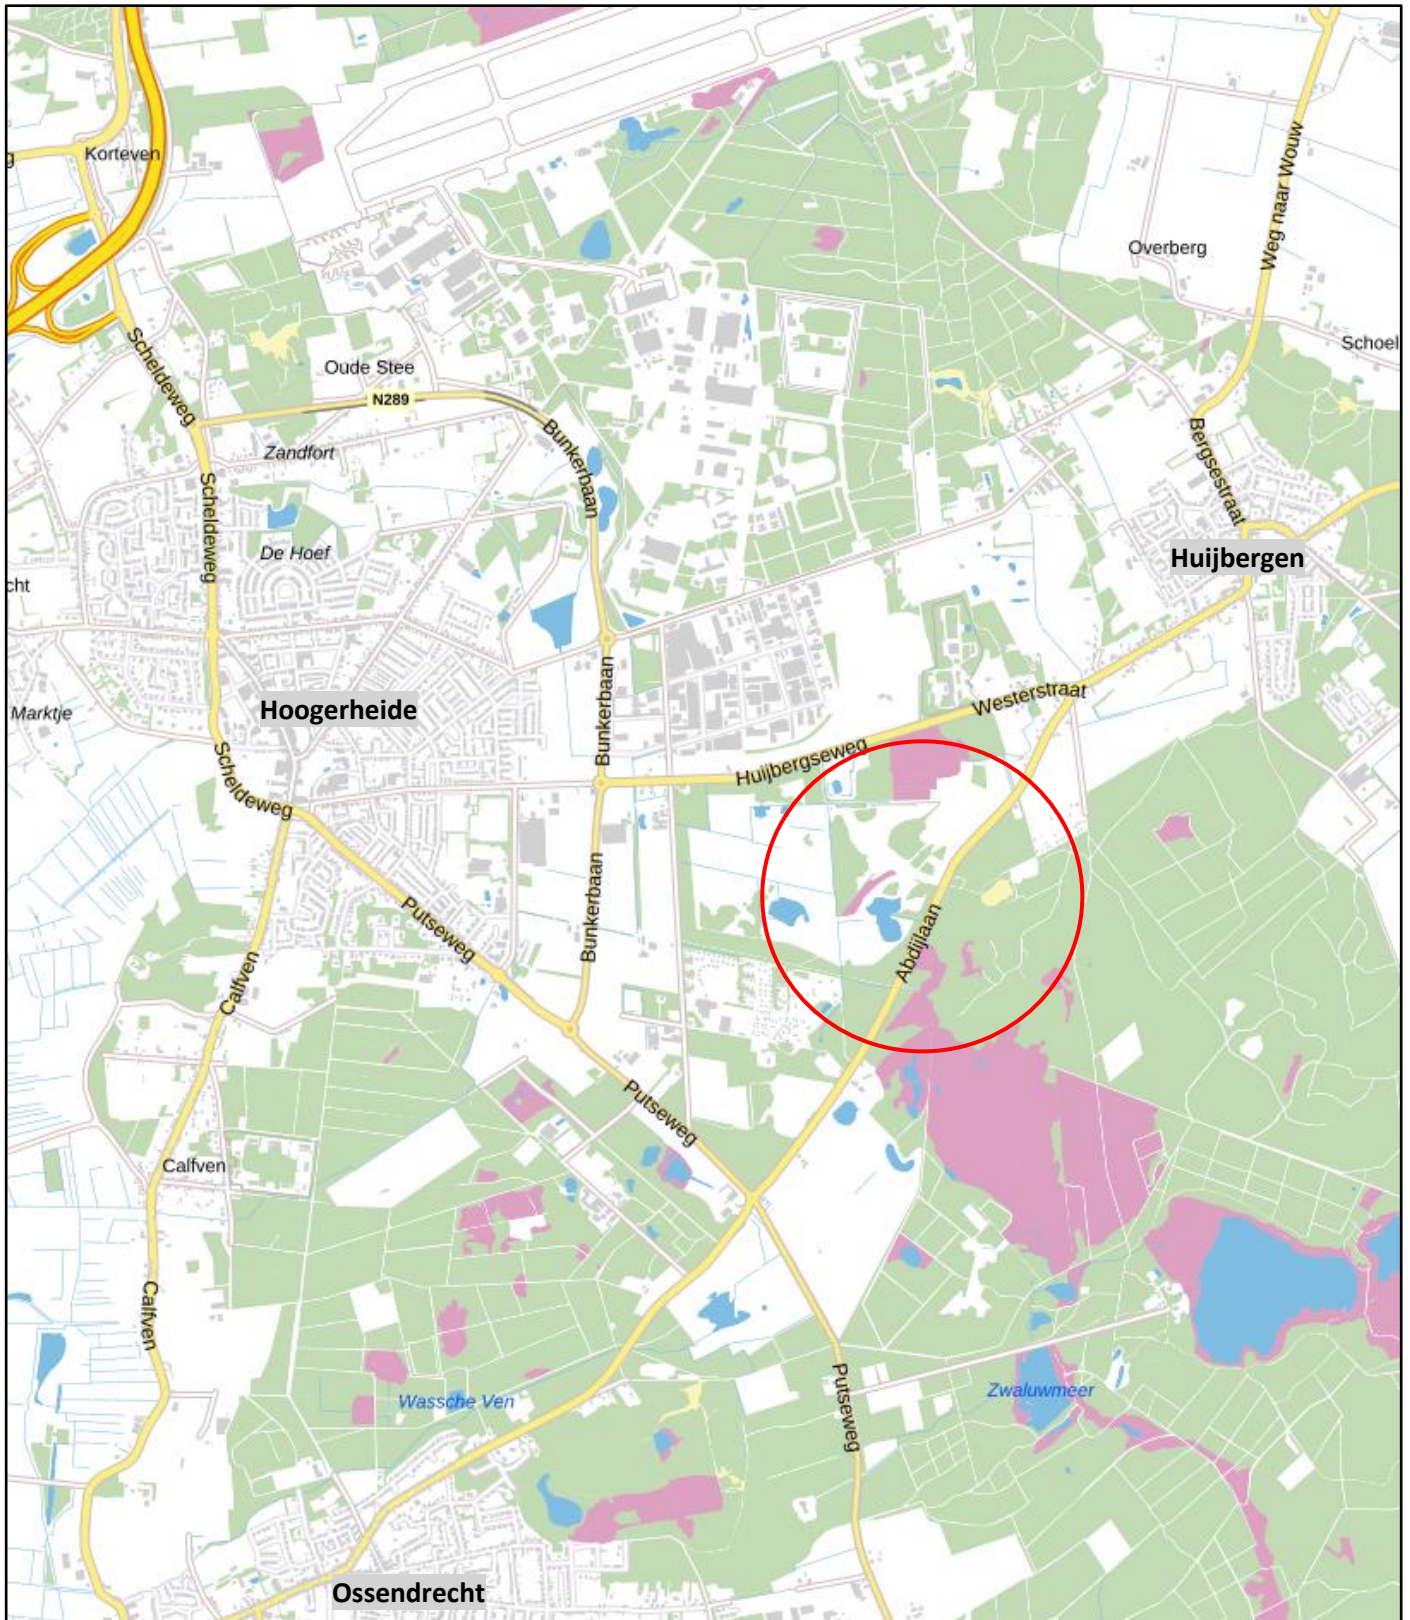 Korteven
g
Weg naar Wouw
Overberg
Scheldeweg
Schoel
Oude Stee
N289
Bunkerbaan
Zandfort
Bergsestraat
Scheldeweg
De Hoef
Huijbergen
cht
Bunkerbaan
Westerstraat
Hoogerheide
Marktje
Huijbergseweg
Scheldeweg
Bunkerbaan
Putseweg
Abdijlaan
Calfven
Putseweg
Calfven
Calfven
Putseweg
Zwaluwmeer
Wassche Ven
Ossendrecht